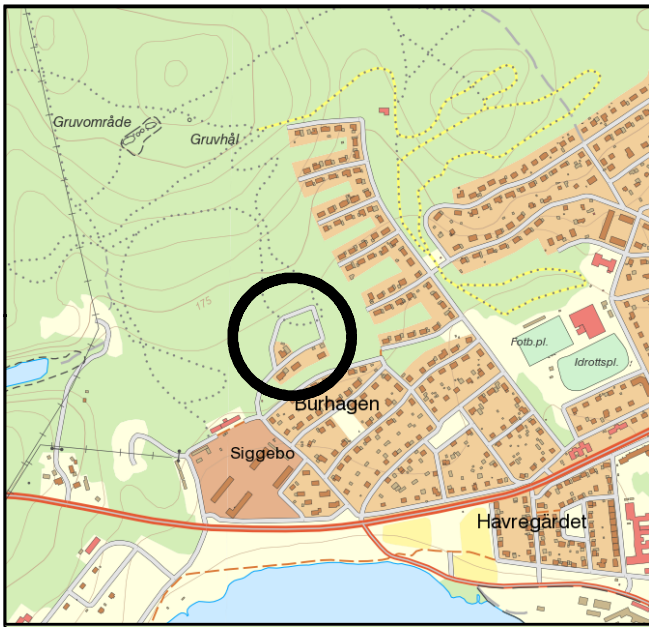 Gruvområde
Gruvhål
175
Fotb.pl.
Idrottspl.
Burhagen
Siggebo
Havregärdet